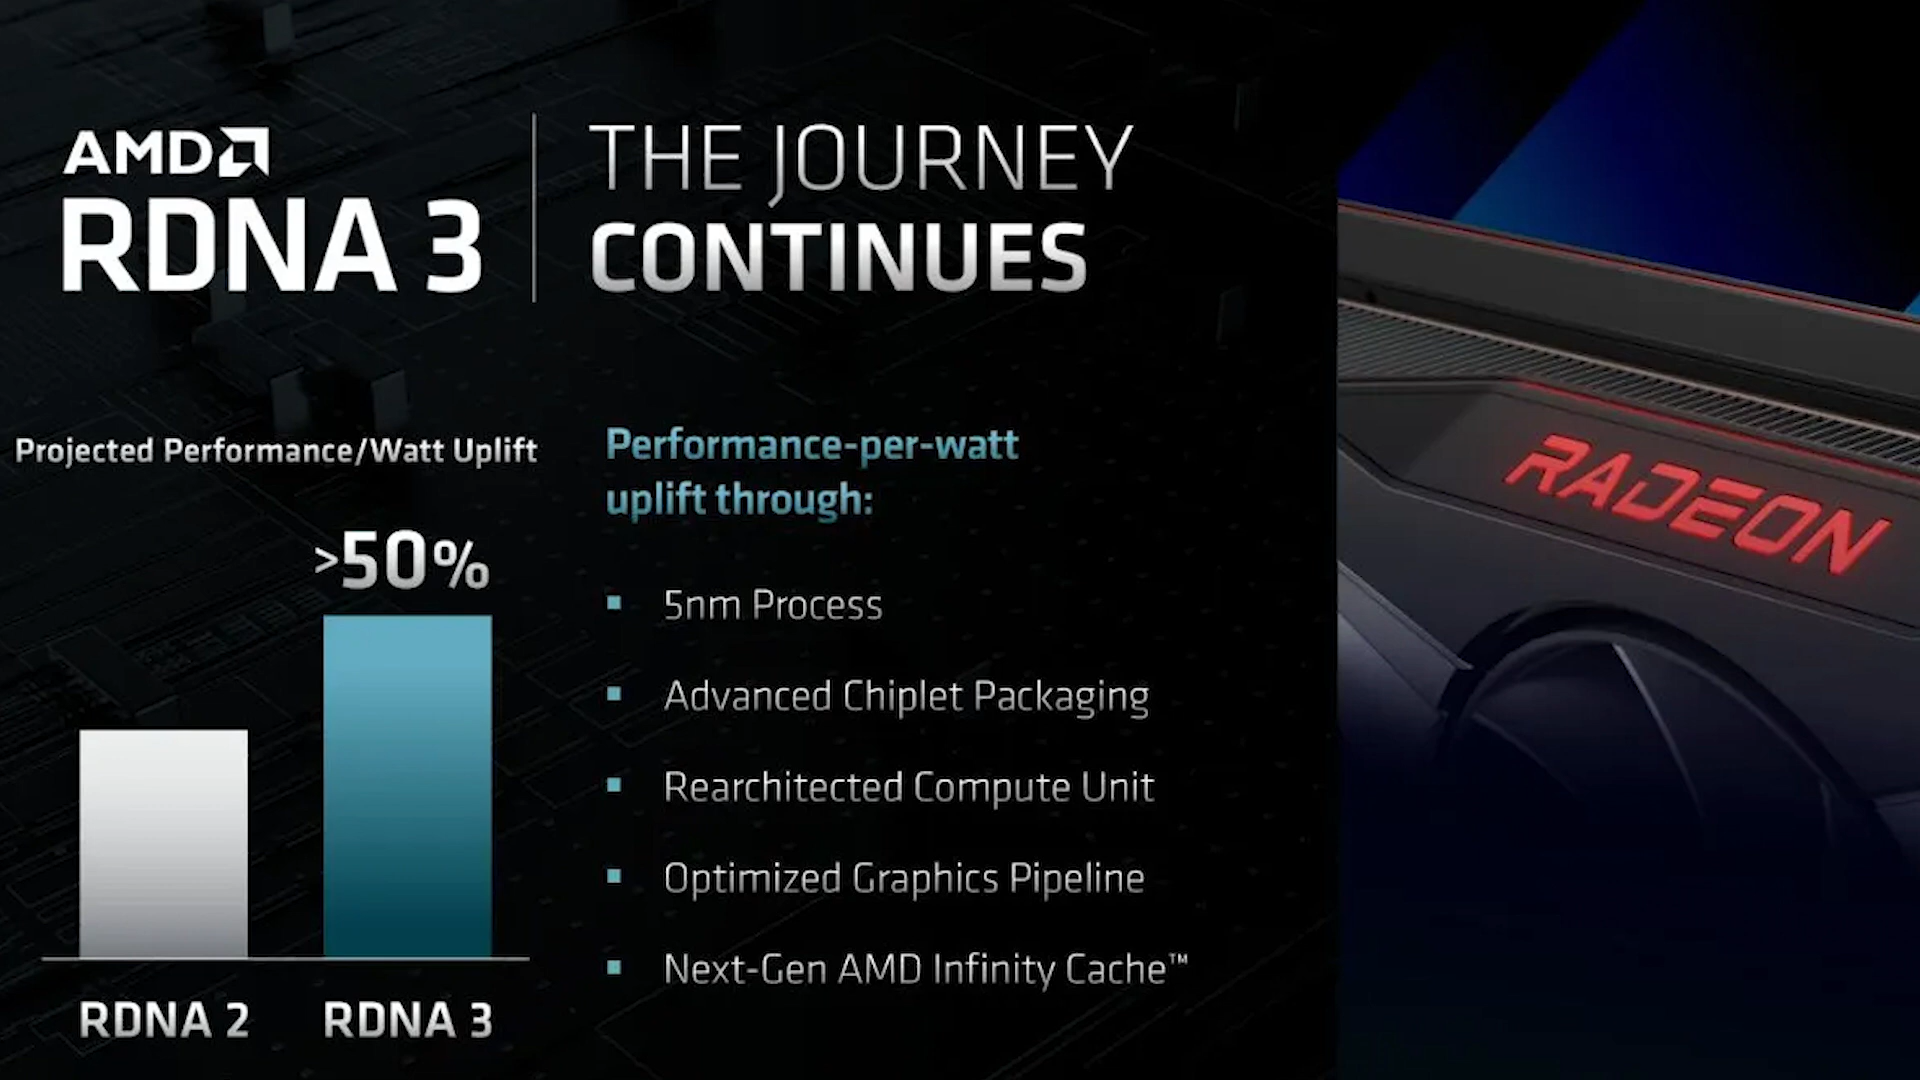 AMD
RDNA 3
THE JOURNEY
CONTINUES
Projected Performance/Watt Uplift
>50%
RDNA 2
RDNA 3
Performance-per-watt
uplift through:
5nm Process
Advanced Chiplet Packaging
Rearchitected Compute Unit
Optimized Graphics Pipeline
Next-Gen AMD Infinity Cache™
RADEON